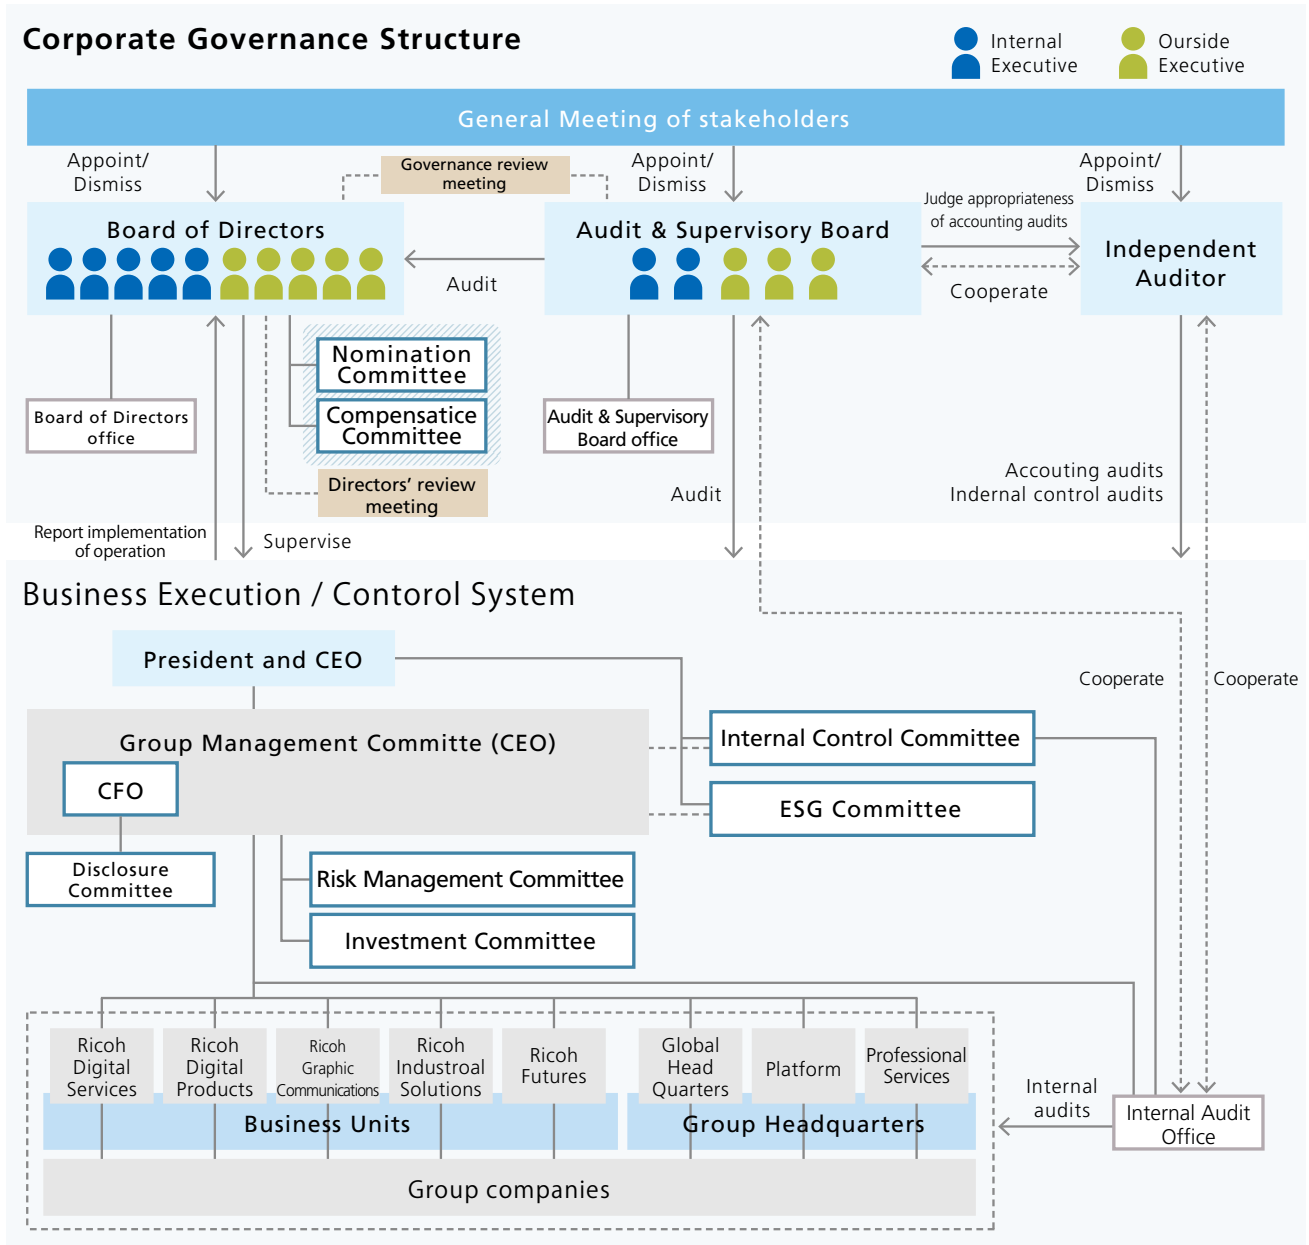 Corporate Governance Structure
Internal
Executive
Ourside
Executive
General Meeting of stakeholders
Appoint/
Dismiss
Governance review
meeting
Appoint/
Dismiss
Appoint/
Dismiss
Judge appropriateness
of accounting audits
Board of Directors
Audit & Supervisory Board
Independent
Auditor
Audit
Cooperate
Nomination
Committee
Compensatice
Committee
Board of Directors
office
Audit & Supervisory
Board office
Directors’ review
meeting
Audit
Accouting audits
Indernal control audits
Report implementation
of operation
Supervise
Business Execution / Contorol System
President and CEO
Cooperate
Cooperate
Group Management Committe (CEO)
Internal Control Committee
CFO
ESG Committee
Disclosure
Committee
Risk Management Committee
Investment Committee
Ricoh
Digital
Services
Ricoh
Digital
Products
Ricoh
Graphic
Communications
Ricoh
Industroal
Solutions
Ricoh
Futures
Global
Head
Quarters
Platform
Professional
Services
Internal
audits
Internal Audit
Office
Business Units
Group Headquarters
Group companies